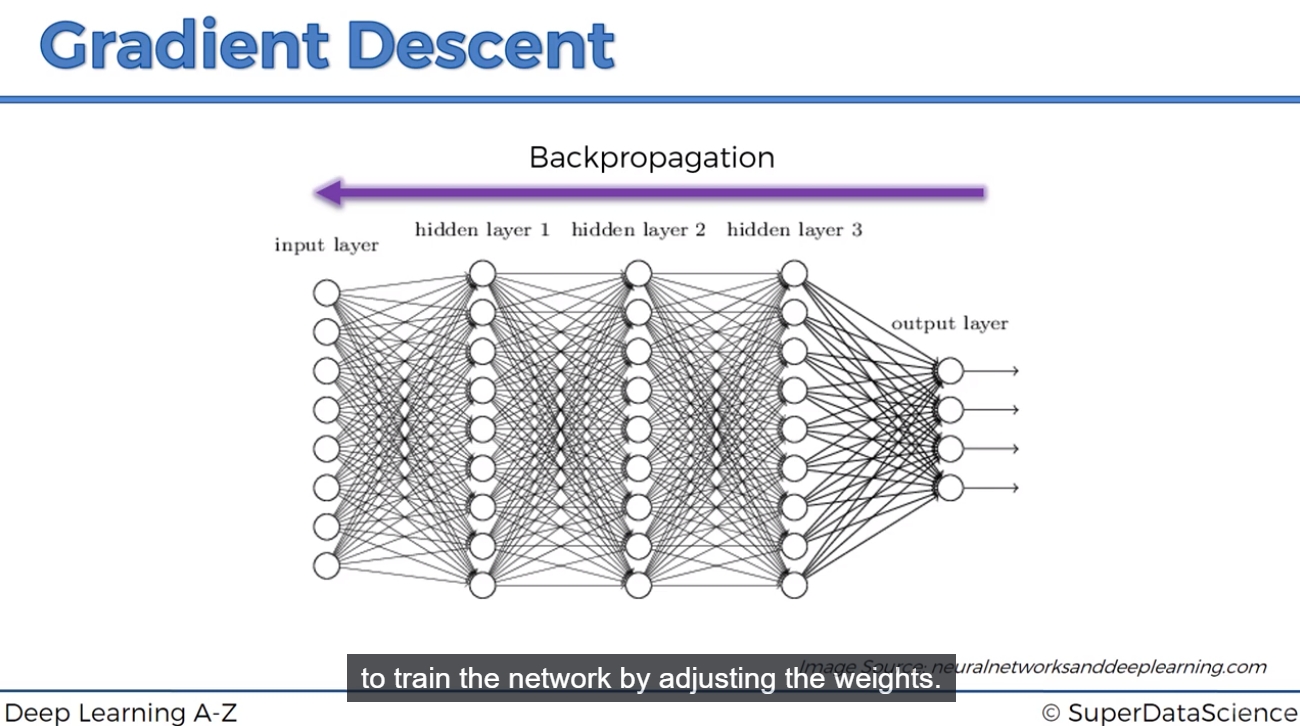 Gradient Descent
Backpropagation
hidden layer 1 hidden layer 2 hidden layer 3
input layer
output layer
Image Source: neuralnetworksanddeeplearning.com
to train the network by adjusting the weights.
Deep Learning A-Z
© SuperDataScience